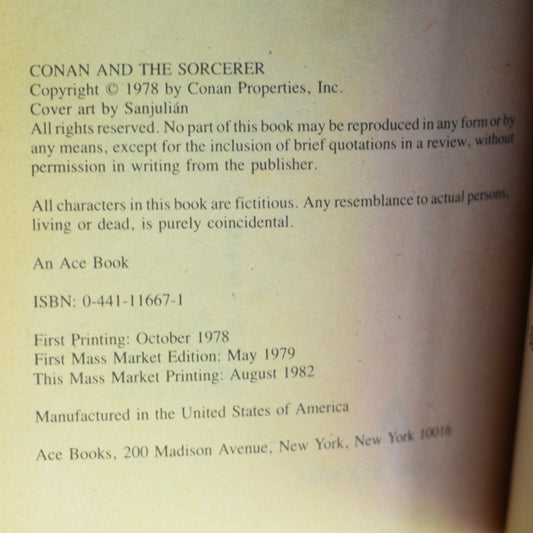 CONAN AND THE SORCERER
Copyright © 1978 by Conan Properties, Inc.
Cover art by Sanjulián
All rights reserved. No part of this book may be reproduced in any form or by
any means, except for the inclusion of brief quotations in a review, without
permission in writing from the publisher.
All characters in this book are fictitious. Any resemblance to actual persons,
living or dead, is purely coincidental.
An Ace Book
ISBN: 0-441-11667-1
First Printing: October 1978
First Mass Market Edition: May 1979
This Mass Market Printing: August 1982
Manufactured in the United States of America
Ace Books, 200 Madison Avenue, New York, New York 10016